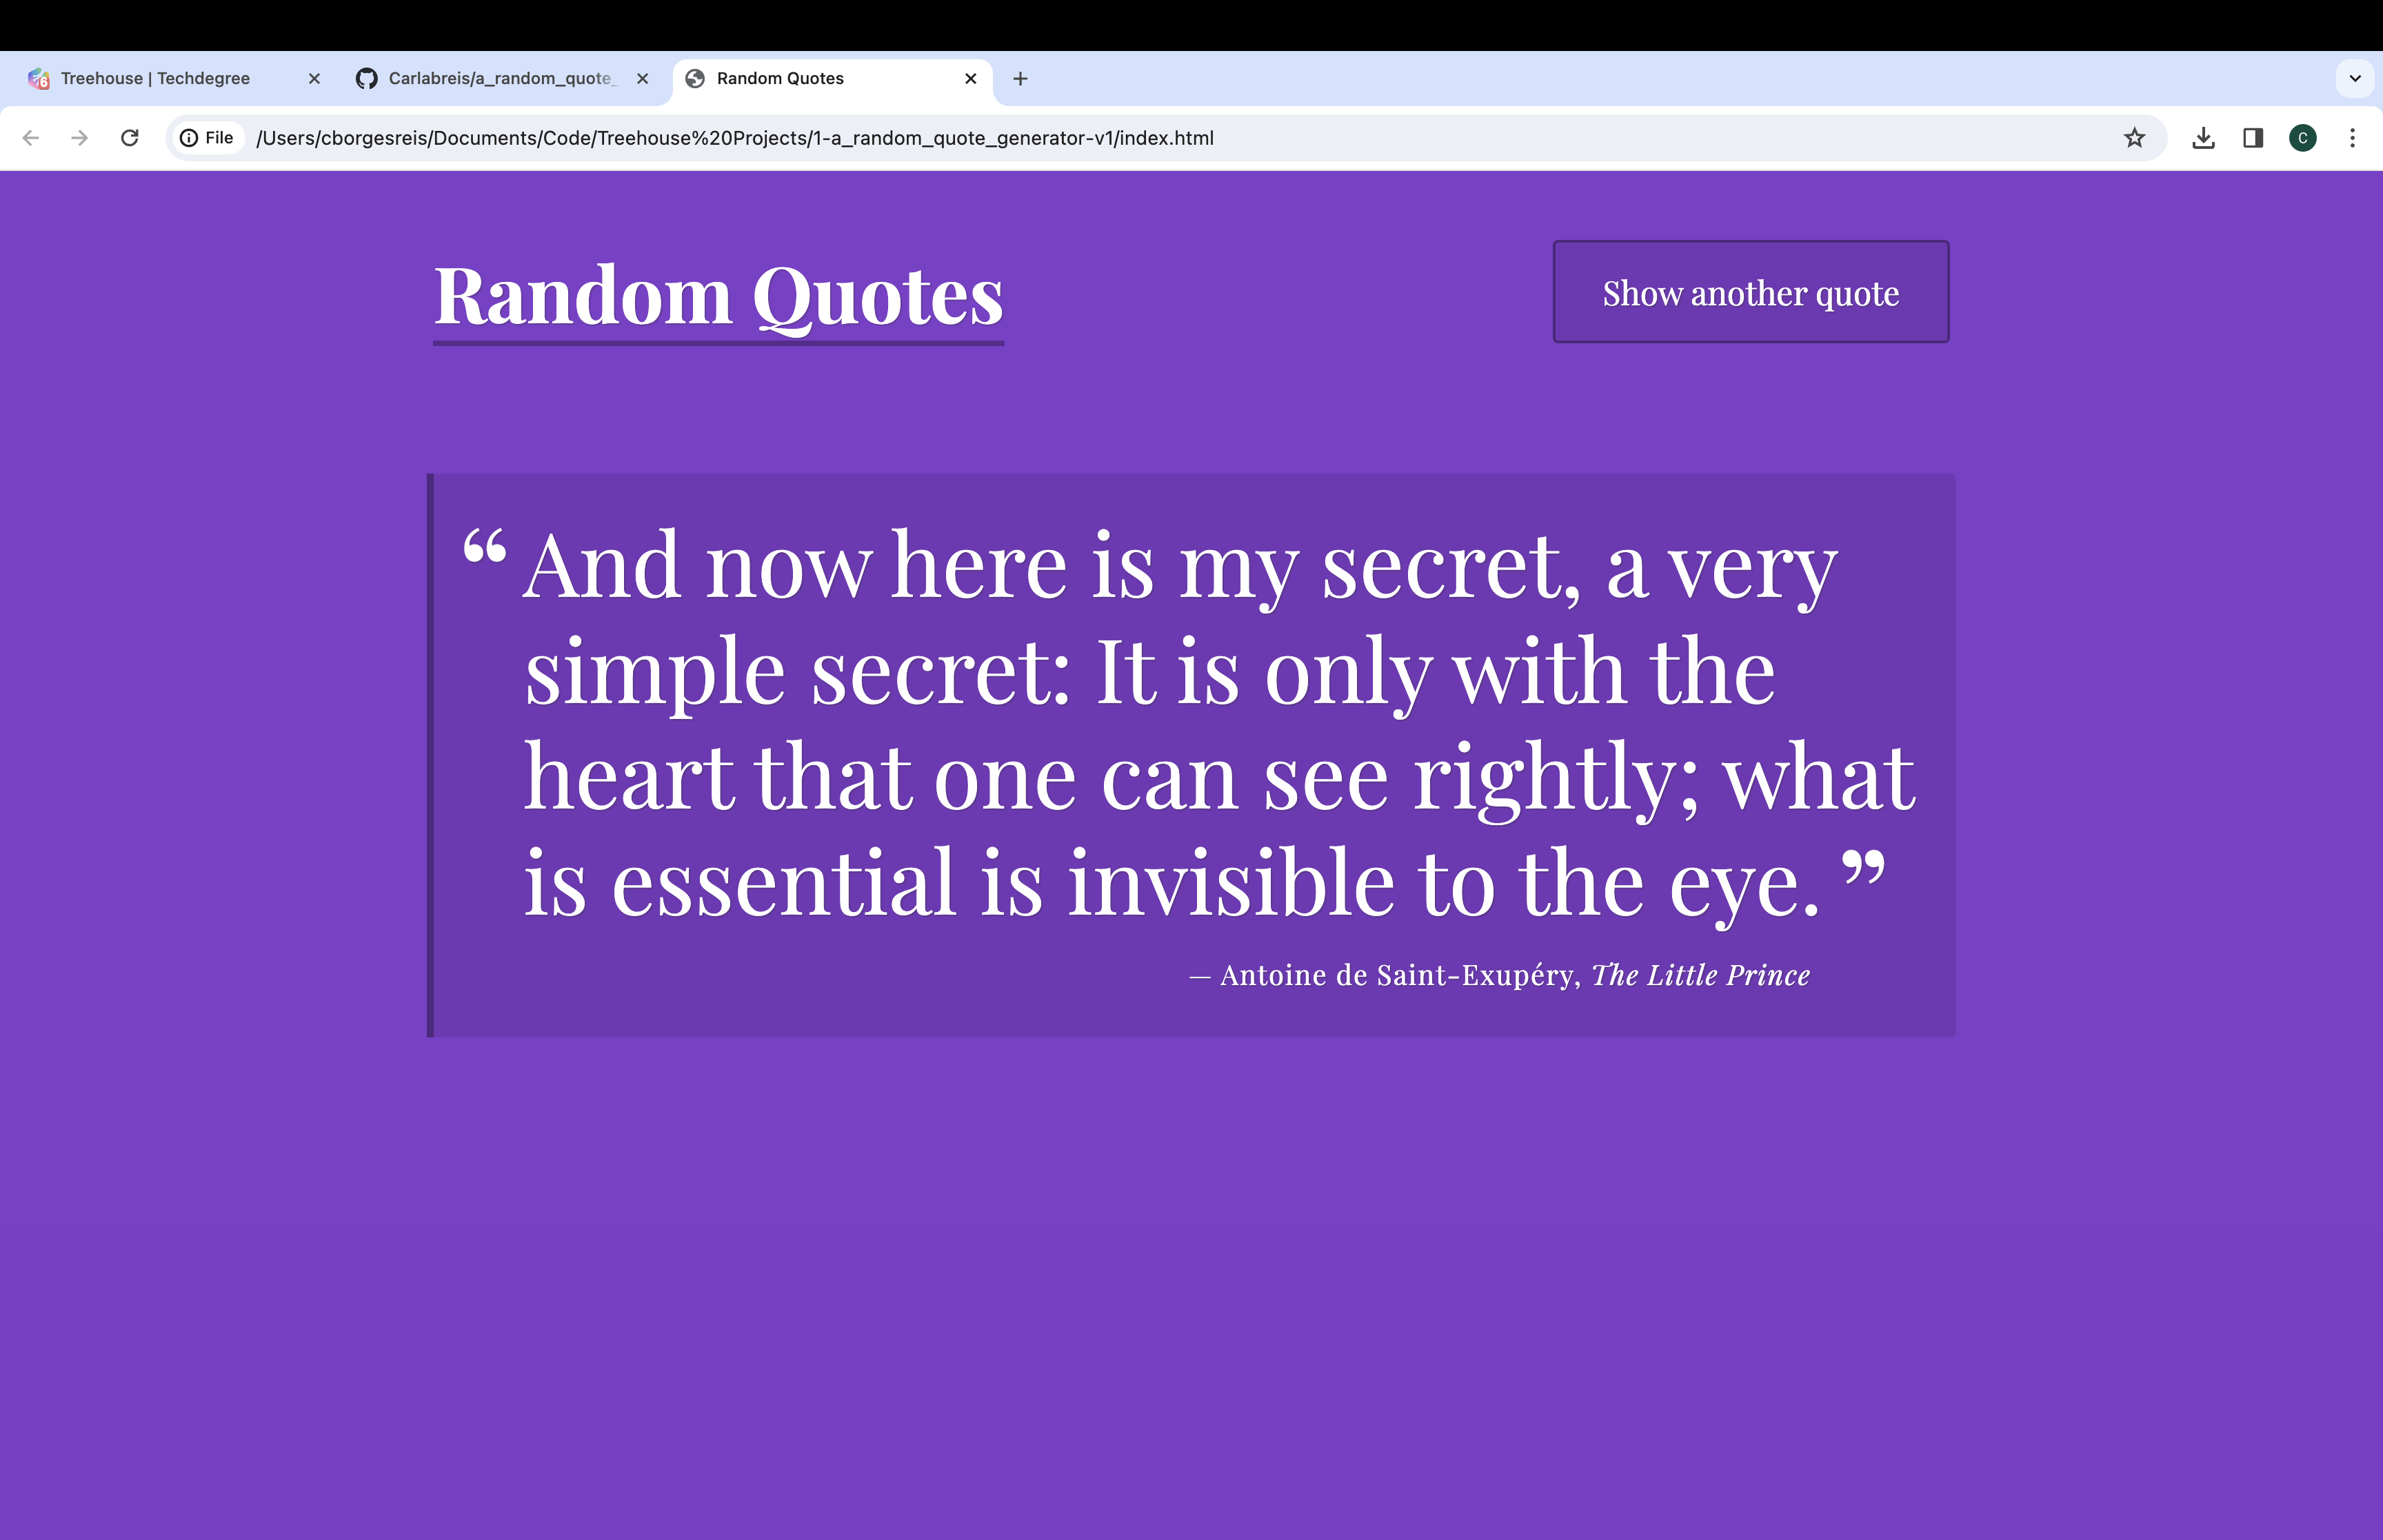 Treehouse | Techdegree
Carlabreis/a_random_quote_
Random Quotes
File
/Users/cborgesreis/Documents/Code/Treehouse%20Projects/1-a_random_quote_generator-v1/index.html
C
Random Quotes
Show another quote
“ And now here is my secret, a very
simple secret: It is only with the
heart that one can see rightly; what
is essential is invisible to the eye. ”
— Antoine de Saint-Exupéry, The Little Prince